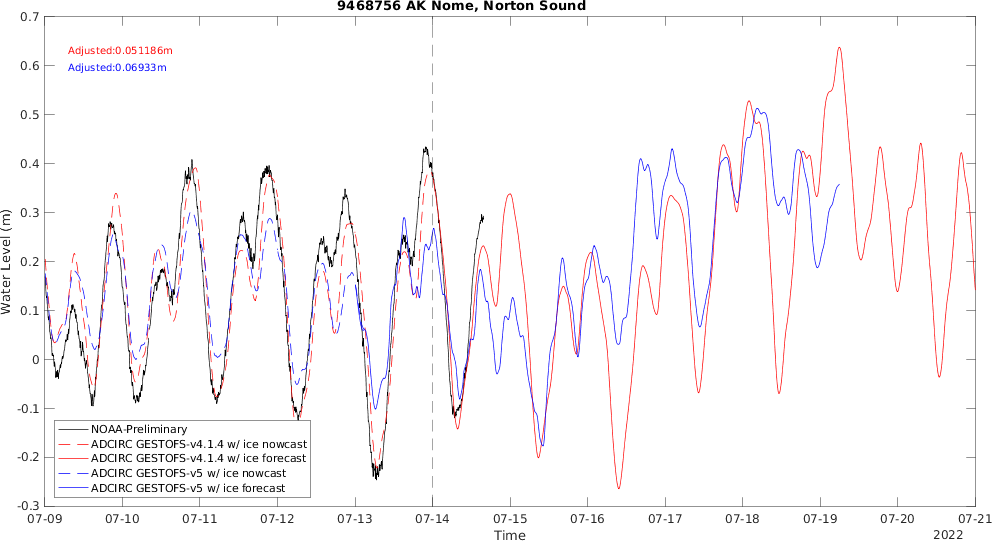 9468756 AK Nome, Norton Sound
Adjusted:0.051186m
Adjusted:0.06933m
Water Level (m)
0.7
0.6
0.5
0.4
0.3
0.2
0.1
0
-0.1
-0.2
-0.3
NOAA-Preliminary
ADCIRC GESTOFS-v4.1.4 w/ ice nowcast
ADCIRC GESTOFS-v4.1.4 w/ ice forecast
ADCIRC GESTOFS-v5 w/ ice nowcast
ADCIRC GESTOFS-v5 w/ ice forecast
07-09 07-10 07-11 07-12 07-13 07-14 07-15 07-16 07-17 07-18 07-19 07-20 07-21
Time
2022